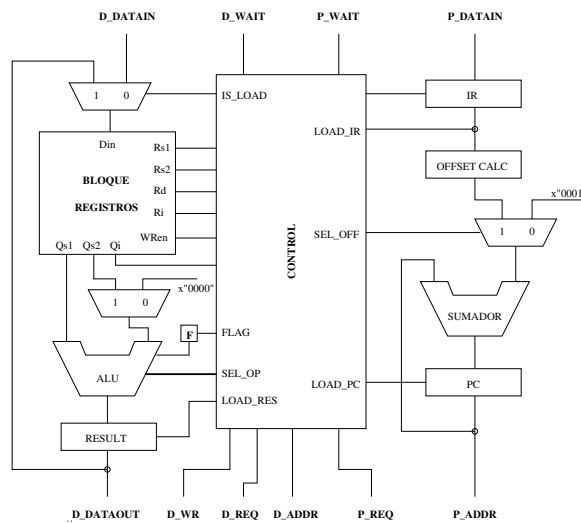 D_DATAIN D_WAIT P_WAIT P_DATAIN
1 0 IS_LOAD IR
Din LOAD_IR
Rs1
BLOQUE Rs2 OFFSET CALC
REGISTROS Rd
Ri x"0001
WRen SEL_OFF 1 0
Qs1 Qs2 Qi CONTROL
x"0000"
1 0 SUMADOR
F FLAG
ALU SEL_OP LOAD_PC PC
LOAD_RES
RESULT
D_DATAOUT D_WR D_REQ D_ADDR P_REQ P_ADDR